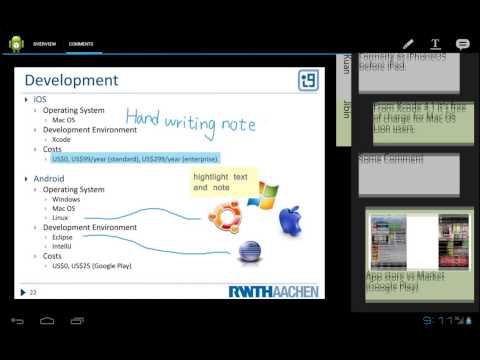 OVERVIEW
COMMENTS
Development
i9
iOS
Operating System
Mac OS
Development Environment
Xcode
Costs
US$0, US$99/year (standard), US$299/year (enterprise)
Hand writing note
hightlight text
and note
Android
Operating System
Windows
Mac OS
Linux
Development Environment
Eclipse
IntelliJ
Costs
US$0, US$25 (Google Play)
22
RWTHAACHEN
Kuan
Jibin
Formerly as iPhoneOS
before iPad.
From Xcode 4.1 it's free
of charge for Mac OS
Lion users.
Some Comment
App store vs Market
(Google Play)
9:11